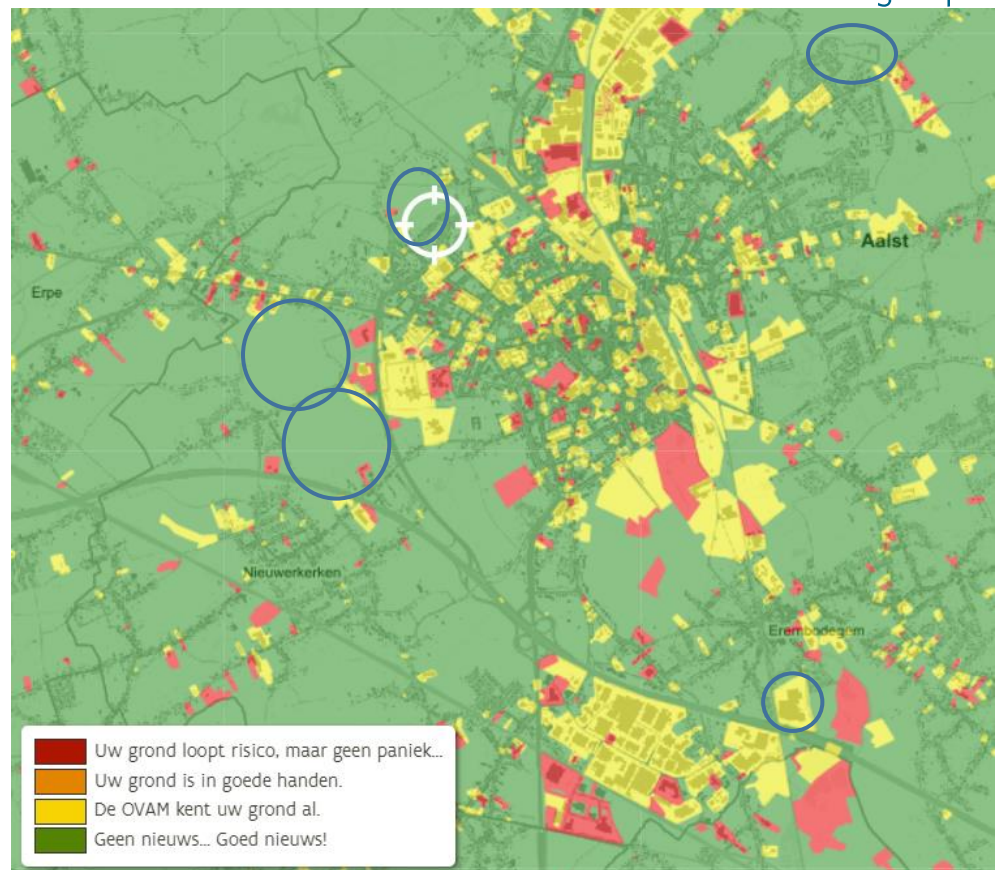 Aalst
Erpe
Nieuwerkerken
Erembodegem
Uw grond loopt risico, maar geen paniek...
Uw grond is in goede handen.
De OVAM kent uw grond al.
Geen nieuws... Goed nieuws!